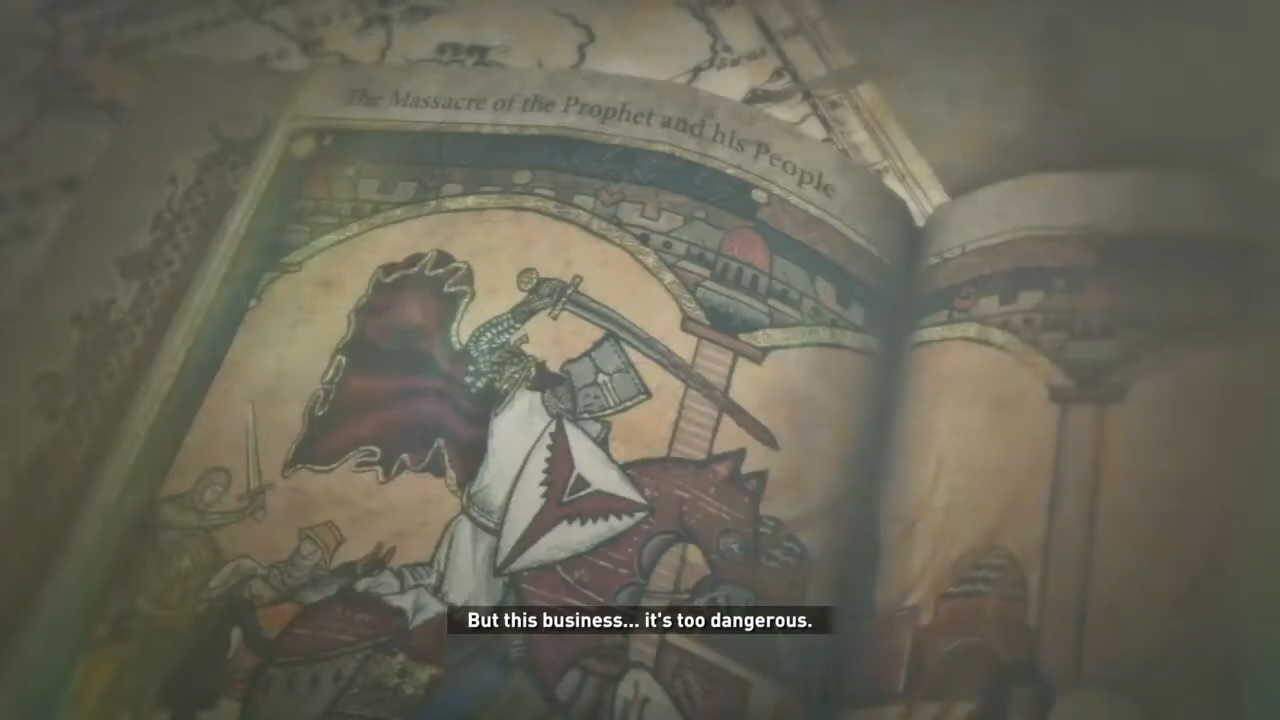 The Massacre of the Prophet and his People
But this business... it's too dangerous.